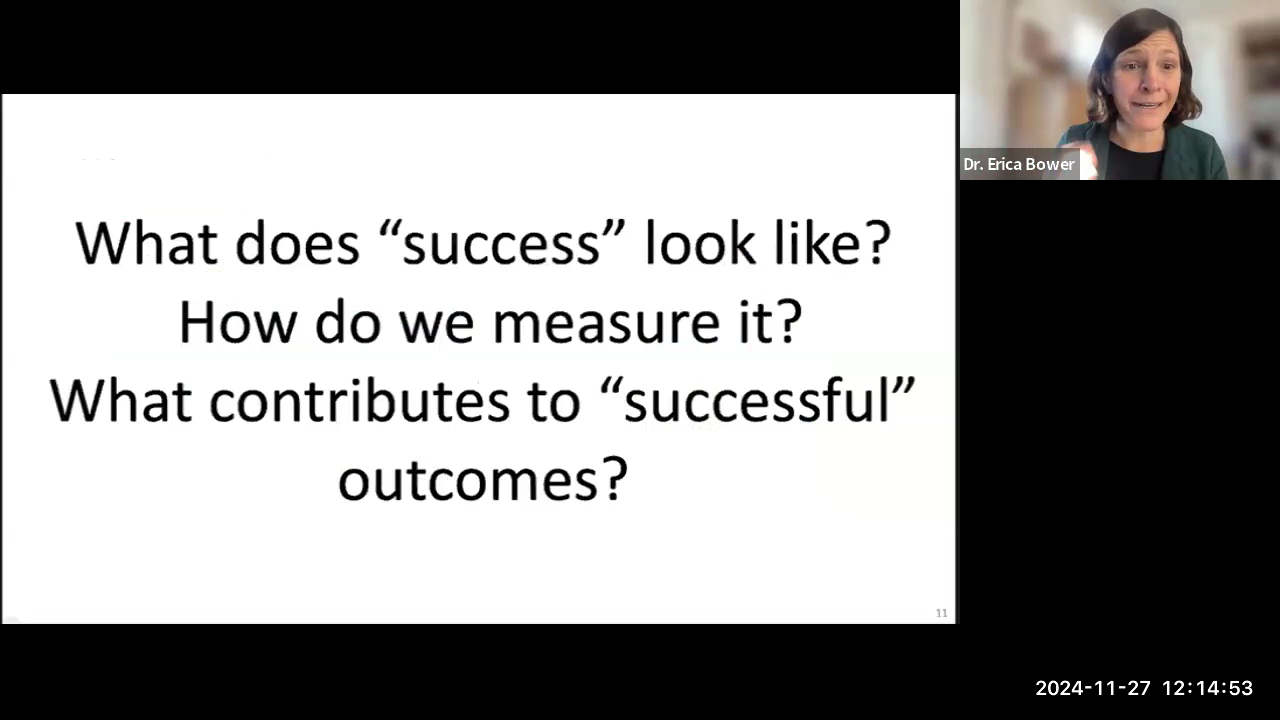 Dr. Erica Bower
What does “success” look like?
How do we measure it?
What contributes to “successful”
outcomes?
11
2024-11-27 12:14:53